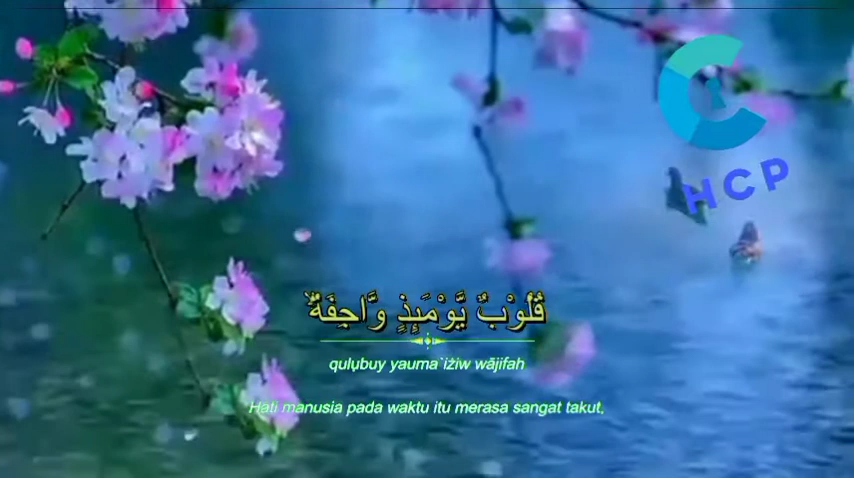 HCP
قُلُوْبٌ يَّوْمَىِٕذٍ وَّاجِفَةٌۙ
qulụbuy yauma`iżiw wājifah
Hati manusia pada waktu itu merasa sangat takut,